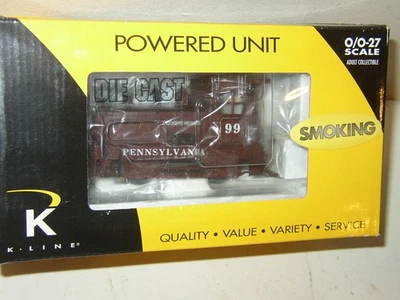 POWERED UNIT
O/O-27
SCALE
ADULT COLLECTIBLE
DIE CAST
99
PENNSYLVANIA
SMOKING
K
K·LINE®
QUALITY • VALUE • VARIETY • SERVICE